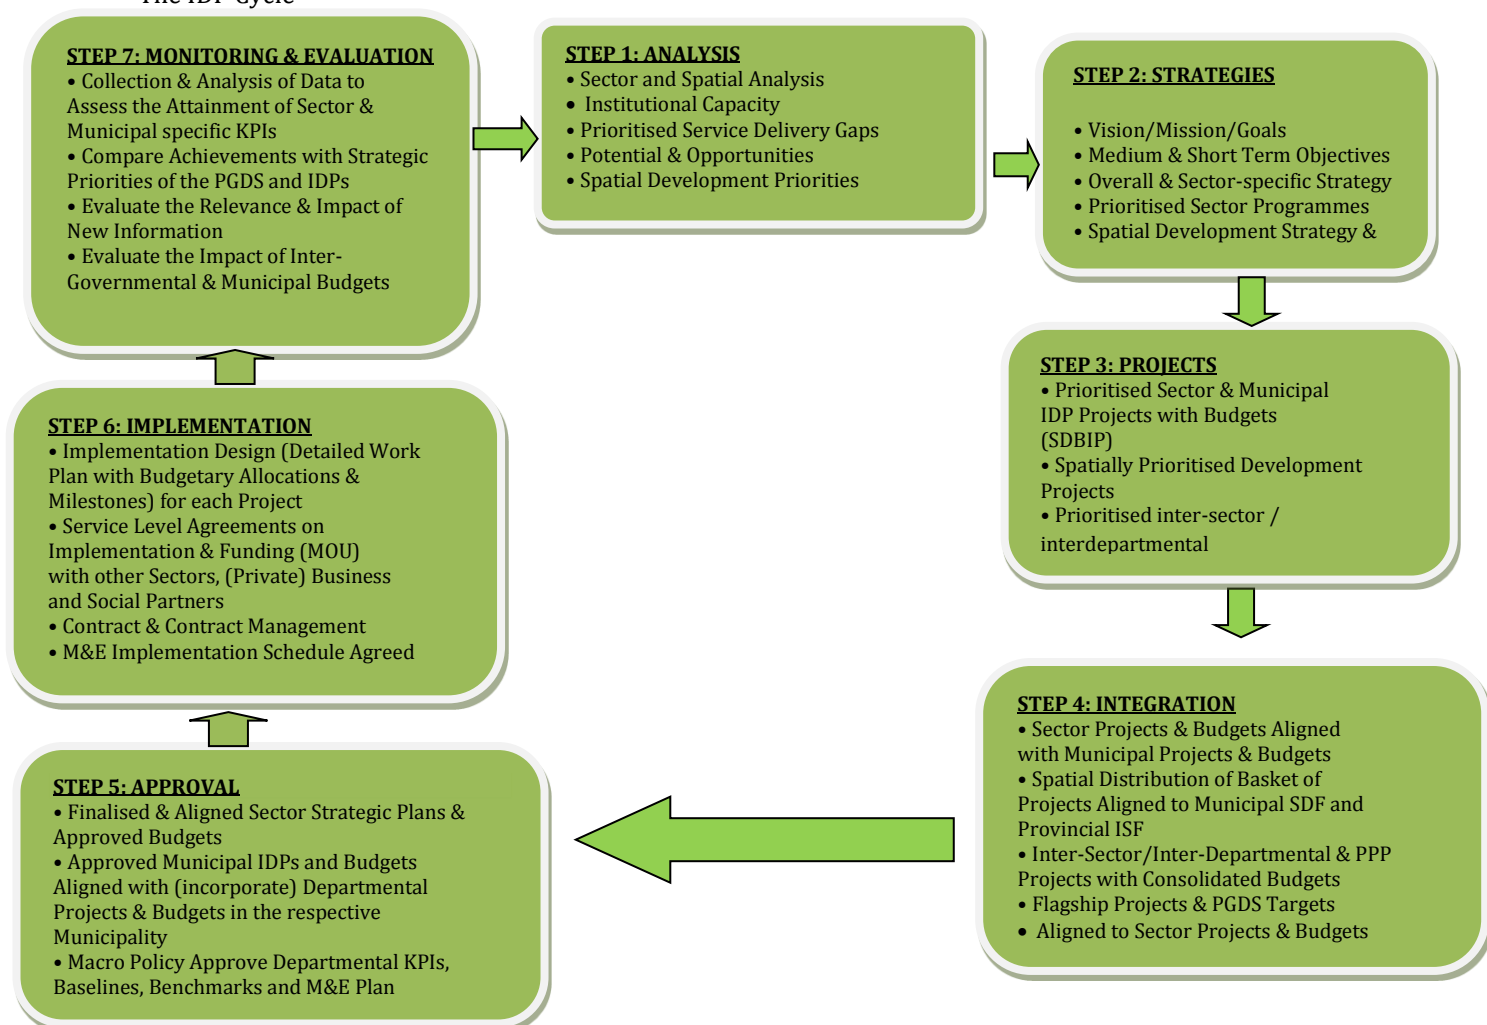 The IDP Cycle
STEP 7: MONITORING & EVALUATION
• Collection & Analysis of Data to
Assess the Attainment of Sector &
Municipal specific KPIs
• Compare Achievements with Strategic
Priorities of the PGDS and IDPs
• Evaluate the Relevance & Impact of
New Information
• Evaluate the Impact of Inter-
Governmental & Municipal Budgets
STEP 1: ANALYSIS
• Sector and Spatial Analysis
• Institutional Capacity
• Prioritised Service Delivery Gaps
• Potential & Opportunities
• Spatial Development Priorities
STEP 2: STRATEGIES
• Vision/Mission/Goals
• Medium & Short Term Objectives
• Overall & Sector-specific Strategy
• Prioritised Sector Programmes
• Spatial Development Strategy &
STEP 3: PROJECTS
• Prioritised Sector & Municipal
IDP Projects with Budgets
(SDBIP)
• Spatially Prioritised Development
Projects
• Prioritised inter-sector /
interdepartmental
STEP 4: INTEGRATION
• Sector Projects & Budgets Aligned
with Municipal Projects & Budgets
• Spatial Distribution of Basket of
Projects Aligned to Municipal SDF and
Provincial ISF
• Inter-Sector/Inter-Departmental & PPP
Projects with Consolidated Budgets
• Flagship Projects & PGDS Targets
• Aligned to Sector Projects & Budgets
STEP 5: APPROVAL
• Finalised & Aligned Sector Strategic Plans &
Approved Budgets
• Approved Municipal IDPs and Budgets
Aligned with (incorporate) Departmental
Projects & Budgets in the respective
Municipality
• Macro Policy Approve Departmental KPIs,
Baselines, Benchmarks and M&E Plan
STEP 6: IMPLEMENTATION
• Implementation Design (Detailed Work
Plan with Budgetary Allocations &
Milestones) for each Project
• Service Level Agreements on
Implementation & Funding (MOU)
with other Sectors, (Private) Business
and Social Partners
• Contract & Contract Management
• M&E Implementation Schedule Agreed